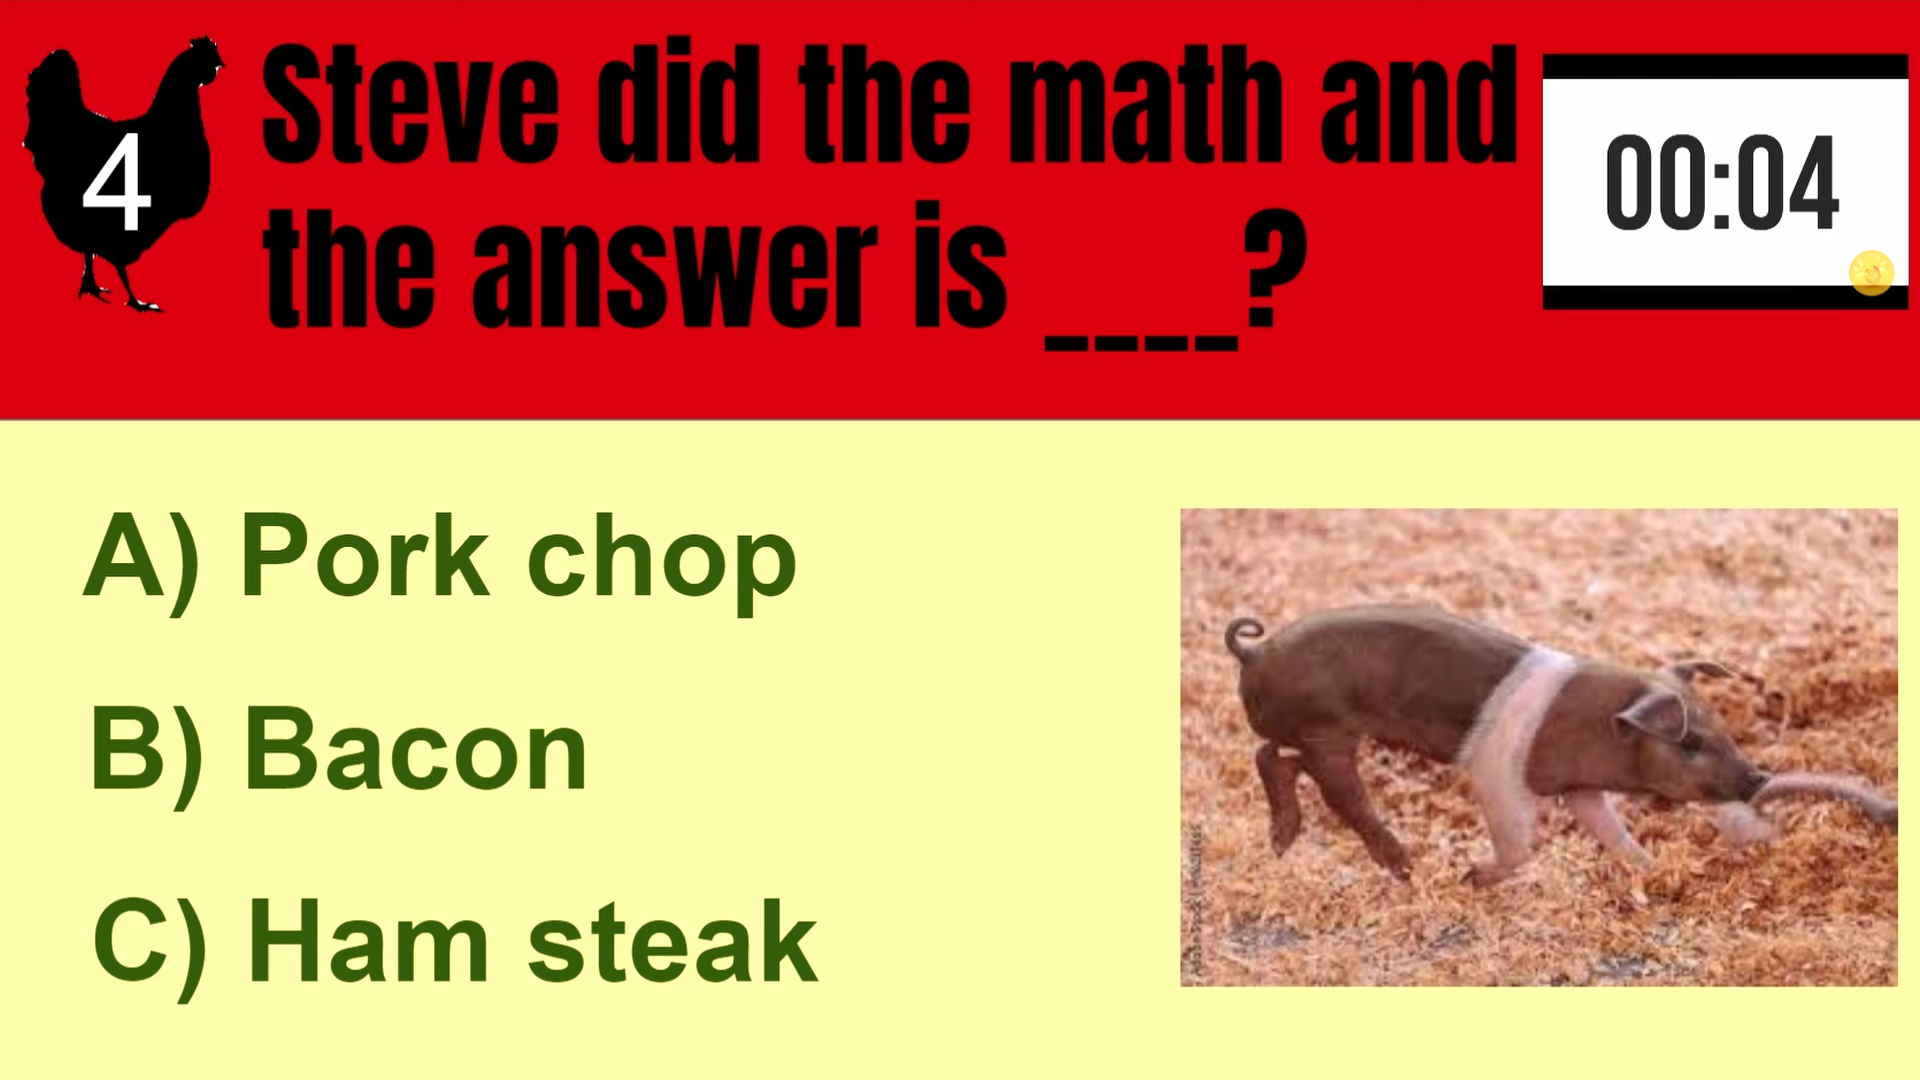 4
Steve did the math and
the answer is ____?
00:04
A) Pork chop
B) Bacon
C) Ham steak